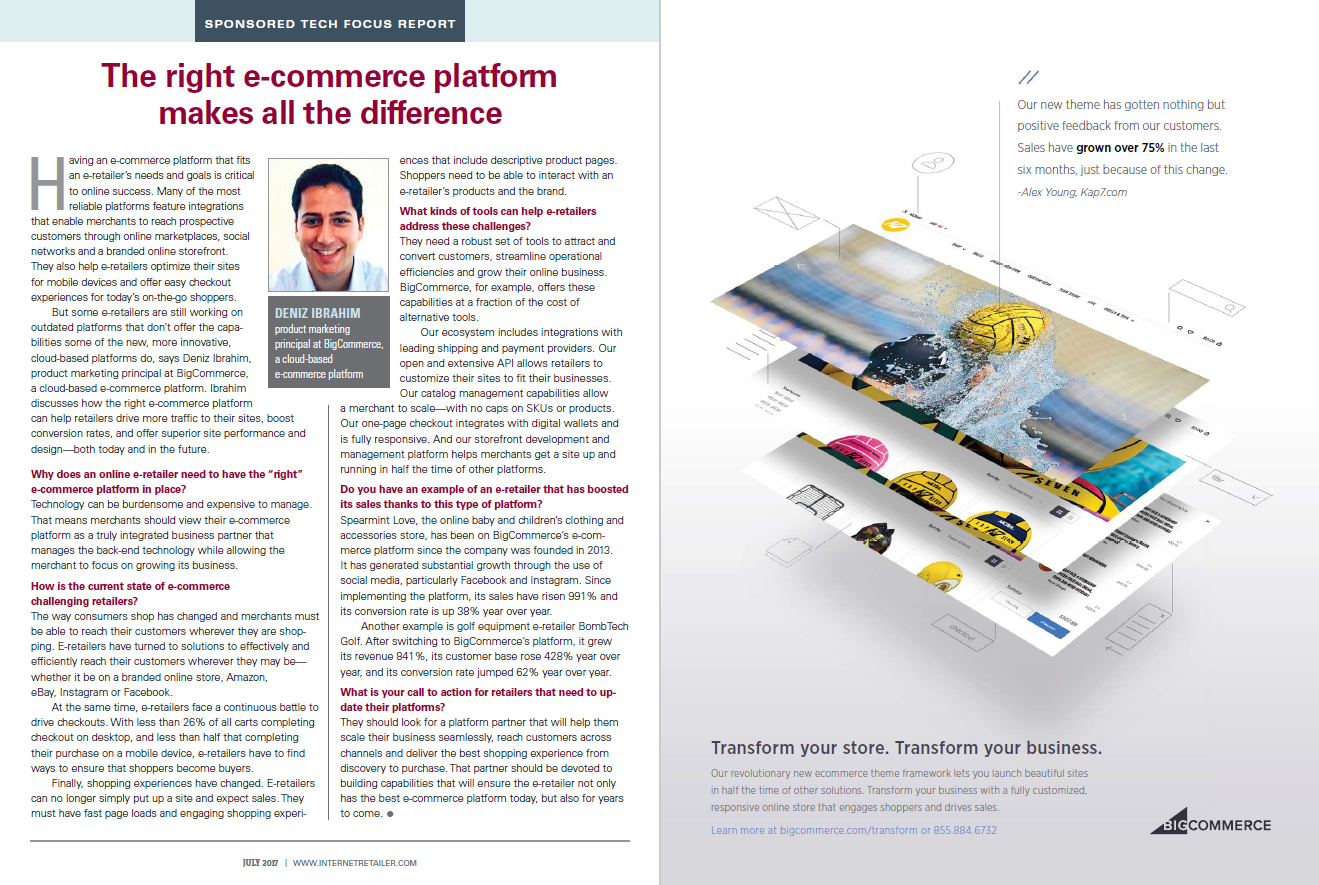 SPONSORED TECH FOCUS REPORT
The right e-commerce platform
makes all the difference
Having an e-commerce platform that fits
an e-retailer's needs and goals is critical
to online success. Many of the most
reliable platforms feature integrations
that enable merchants to reach prospective
customers through online marketplaces, social
networks and a branded online storefront.
They also help e-retailers optimize their sites
for mobile devices and offer easy checkout
experiences for today's on-the-go shoppers.
But some e-retailers are still working on
outdated platforms that don't offer the capa-
bilities some of the new, more innovative,
cloud-based platforms do, says Deniz Ibrahim,
product marketing principal at BigCommerce,
a cloud-based e-commerce platform. Ibrahim
discusses how the right e-commerce platform
can help retailers drive more traffic to their sites, boost
conversion rates, and offer superior site performance and
design—both today and in the future.
Why does an online e-retailer need to have the "right"
e-commerce platform in place?
Technology can be burdensome and expensive to manage.
That means merchants should view their e-commerce
platform as a truly integrated business partner that
manages the back-end technology while allowing the
merchant to focus on growing its business.
How is the current state of e-commerce
challenging retailers?
The way consumers shop has changed and merchants must
be able to reach their customers wherever they are shop-
ping. E-retailers have turned to solutions to effectively and
efficiently reach their customers wherever they may be—
whether it be on a branded online store, Amazon,
eBay, Instagram or Facebook.
At the same time, e-retailers face a continuous battle to
drive checkouts. With less than 26% of all carts completing
checkout on desktop, and less than half that completing
their purchase on a mobile device, e-retailers have to find
ways to ensure that shoppers become buyers.
Finally, shopping experiences have changed. E-retailers
can no longer simply put up a site and expect sales. They
must have fast page loads and engaging shopping experi-
DENIZ IBRAHIM
product marketing
principal at BigCommerce,
a cloud-based
e-commerce platform
ences that include descriptive product pages.
Shoppers need to be able to interact with an
e-retailer's products and the brand.
What kinds of tools can help e-retailers
address these challenges?
They need a robust set of tools to attract and
convert customers, streamline operational
efficiencies and grow their online business.
BigCommerce, for example, offers these
capabilities at a fraction of the cost of
alternative tools.
Our ecosystem includes integrations with
leading shipping and payment providers. Our
open and extensive API allows retailers to
customize their sites to fit their businesses.
Our catalog management capabilities allow
a merchant to scale—with no caps on SKUs or products.
Our one-page checkout integrates with digital wallets and
is fully responsive. And our storefront development and
management platform helps merchants get a site up and
running in half the time of other platforms.
Do you have an example of an e-retailer that has boosted
its sales thanks to this type of platform?
Spearmint Love, the online baby and children's clothing and
accessories store, has been on BigCommerce's e-com-
merce platform since the company was founded in 2013.
It has generated substantial growth through the use of
social media, particularly Facebook and Instagram. Since
implementing the platform, its sales have risen 991% and
its conversion rate is up 38% year over year.
Another example is golf equipment e-retailer BombTech
Golf. After switching to BigCommerce's platform, it grew
its revenue 841%, its customer base rose 428% year over
year, and its conversion rate jumped 62% year over year.
What is your call to action for retailers that need to up-
date their platforms?
They should look for a platform partner that will help them
scale their business seamlessly, reach customers across
channels and deliver the best shopping experience from
discovery to purchase. That partner should be devoted to
building capabilities that will ensure the e-retailer not only
has the best e-commerce platform today, but also for years
to come.
JULY 2017 | WWW.INTERNETRETAILER.COM
//
Our new theme has gotten nothing but
positive feedback from our customers.
Sales have grown over 75% in the last
six months, just because of this change.
-Alex Young, Kap7.com
SEVEN
filter
checkout
Transform your store. Transform your business.
Our revolutionary new ecommerce theme framework lets you launch beautiful sites
in half the time of other solutions. Transform your business with a fully customized,
responsive online store that engages shoppers and drives sales.
Learn more at bigcommerce.com/transform or 855.884.6732
BIGCOMMERCE